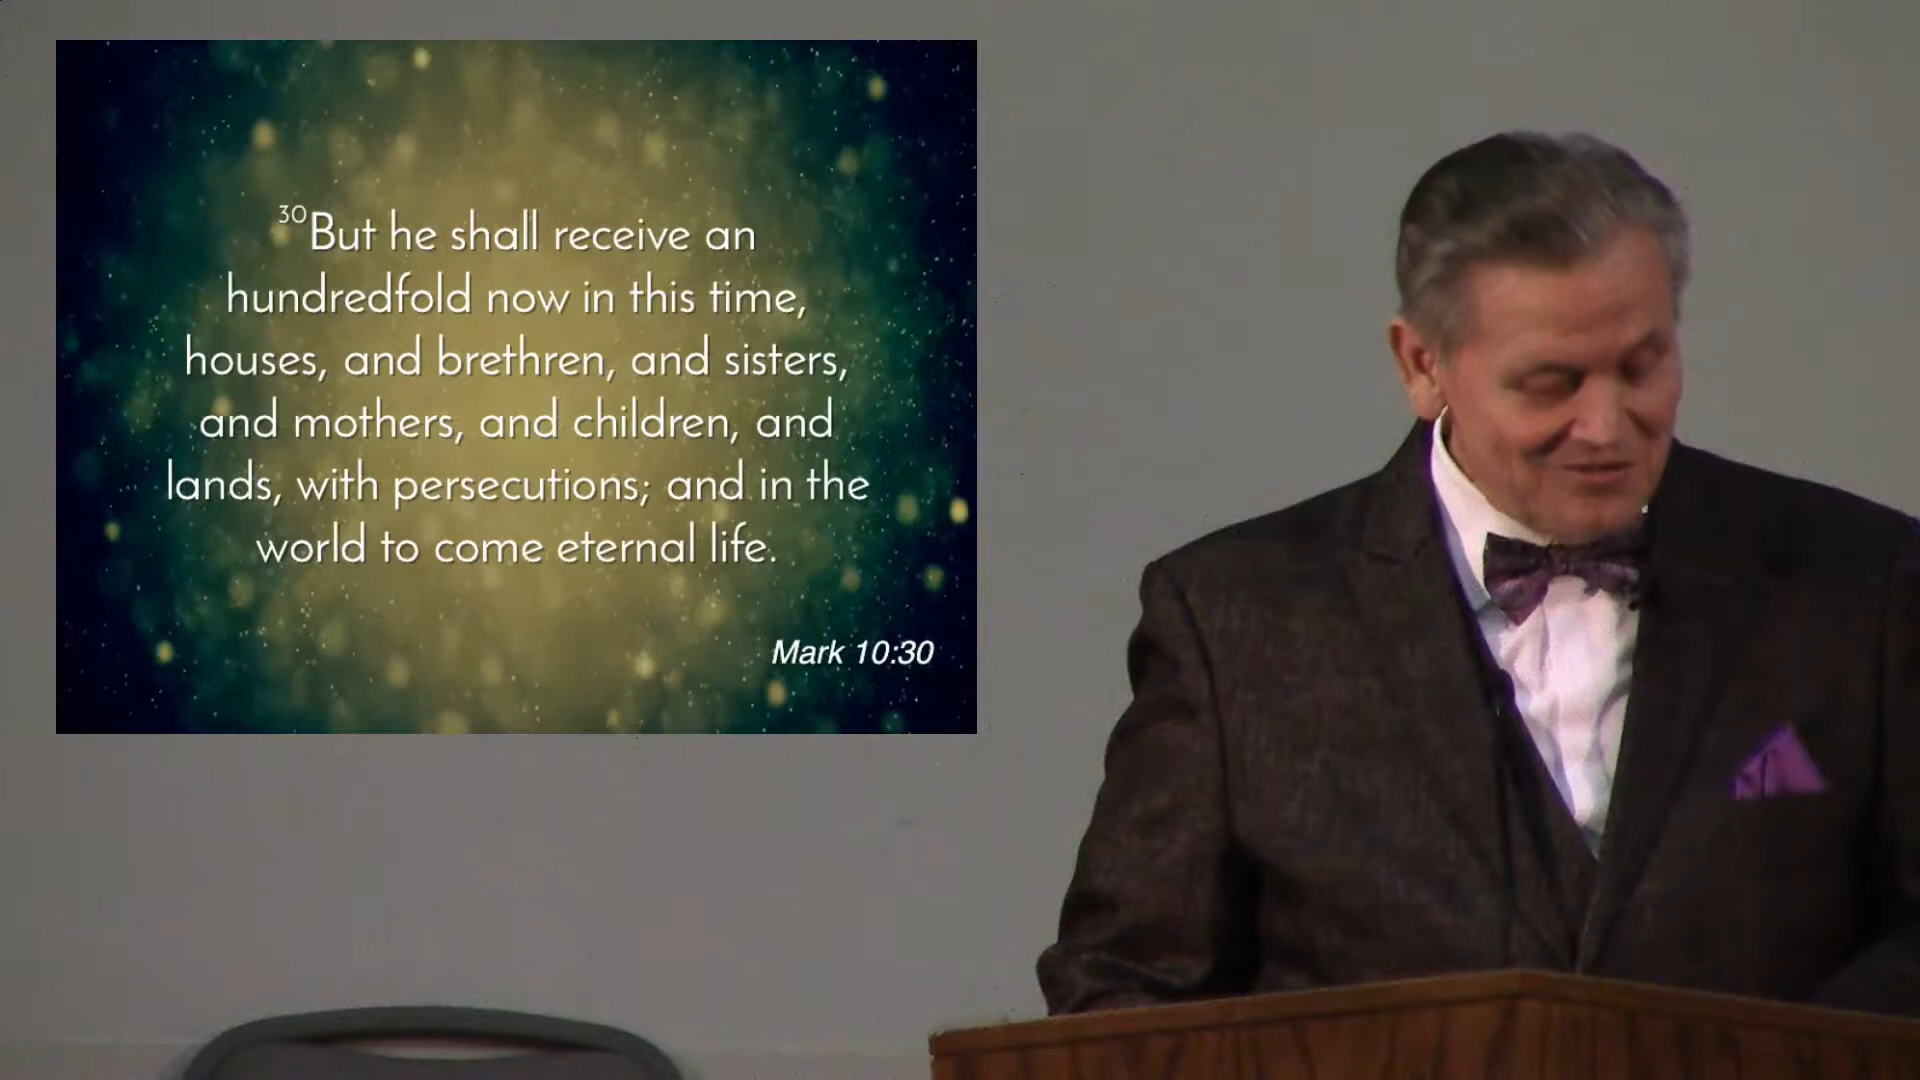 30But he shall receive an
hundredfold now in this time,
houses, and brethren, and sisters,
and mothers, and children, and
lands, with persecutions; and in the
world to come eternal life.
Mark 10:30